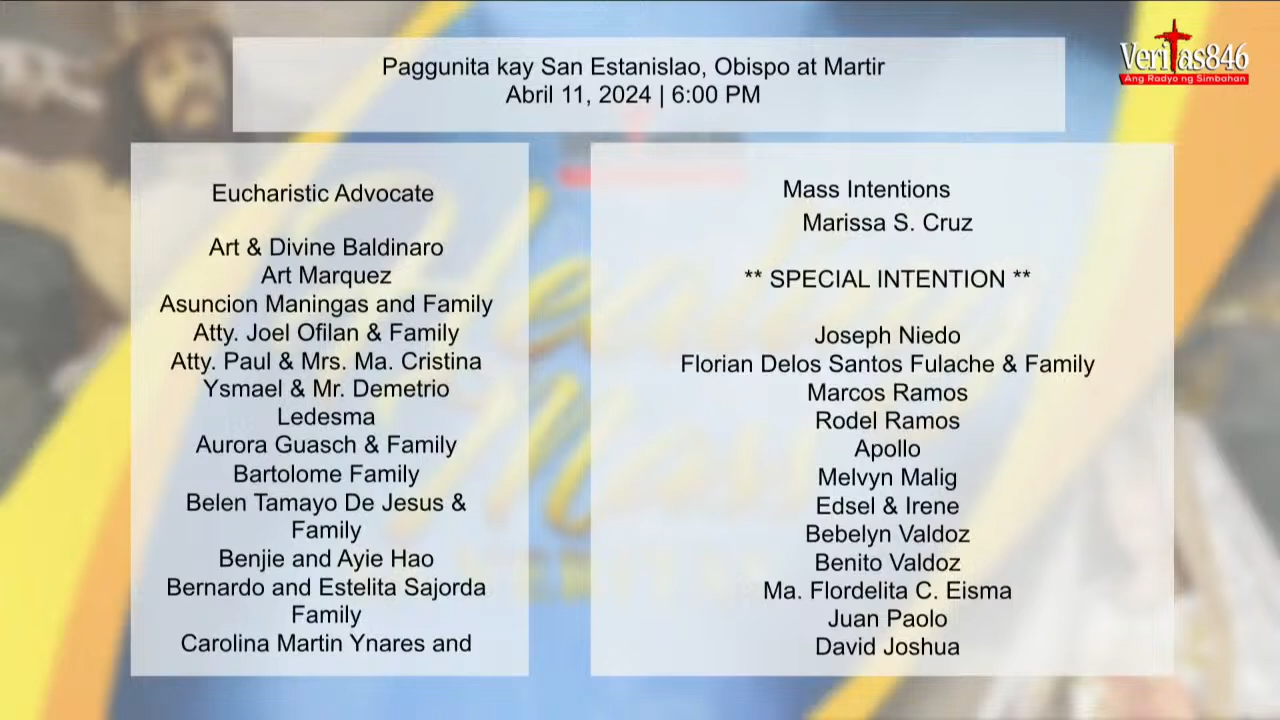 Paggunita kay San Estanislao, Obispo at Martir
Abril 11, 2024 | 6:00 PM
Veritas846
Ang Radyo ng Simbahan
Eucharistic Advocate
Art & Divine Baldinaro
Art Marquez
Asuncion Maningas and Family
Atty. Joel Ofilan & Family
Atty. Paul & Mrs. Ma. Cristina
Ysmael & Mr. Demetrio
Ledesma
Aurora Guasch & Family
Bartolome Family
Belen Tamayo De Jesus &
Family
Benjie and Ayie Hao
Bernardo and Estelita Sajorda
Family
Carolina Martin Ynares and
Mass Intentions
Marissa S. Cruz
** SPECIAL INTENTION **
Joseph Niedo
Florian Delos Santos Fulache & Family
Marcos Ramos
Rodel Ramos
Apollo
Melvyn Malig
Edsel & Irene
Bebelyn Valdoz
Benito Valdoz
Ma. Flordelita C. Eisma
Juan Paolo
David Joshua